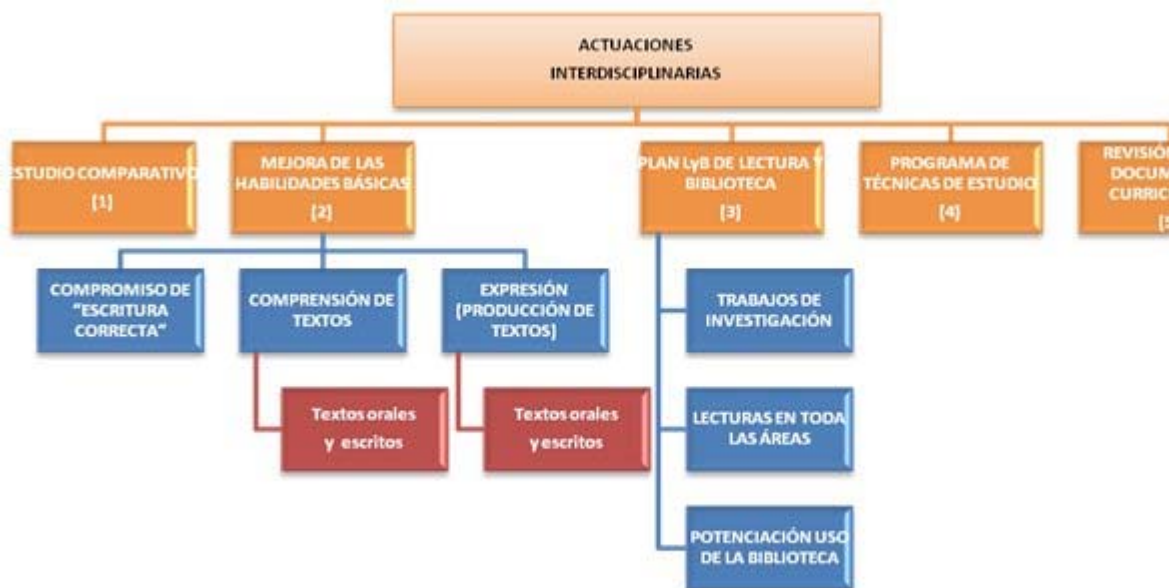 ACTUACIONES
INTERDISCIPLINARIAS
ESTUDIO COMPARATIVO
[1]
MEJORA DE LAS
HABILIDADES BÁSICAS
[2]
PLAN LyB DE LECTURA Y
BIBLIOTECA
[3]
PROGRAMA DE
TÉCNICAS DE ESTUDIO
[4]
REVISIÓN
COMPROMISO DE
"ESCRITURA
CORRECTA"
COMPRENSIÓN DE
TEXTOS
EXPRESIÓN
(PRODUCCIÓN DE
TEXTOS)
TRABAJOS DE
INVESTIGACIÓN
Textos orales
y escritos
Textos orales
y escritos
LECTURAS EN TODA
LAS ÁREAS
POTENCIACIÓN USO
DE LA BIBLIOTECA